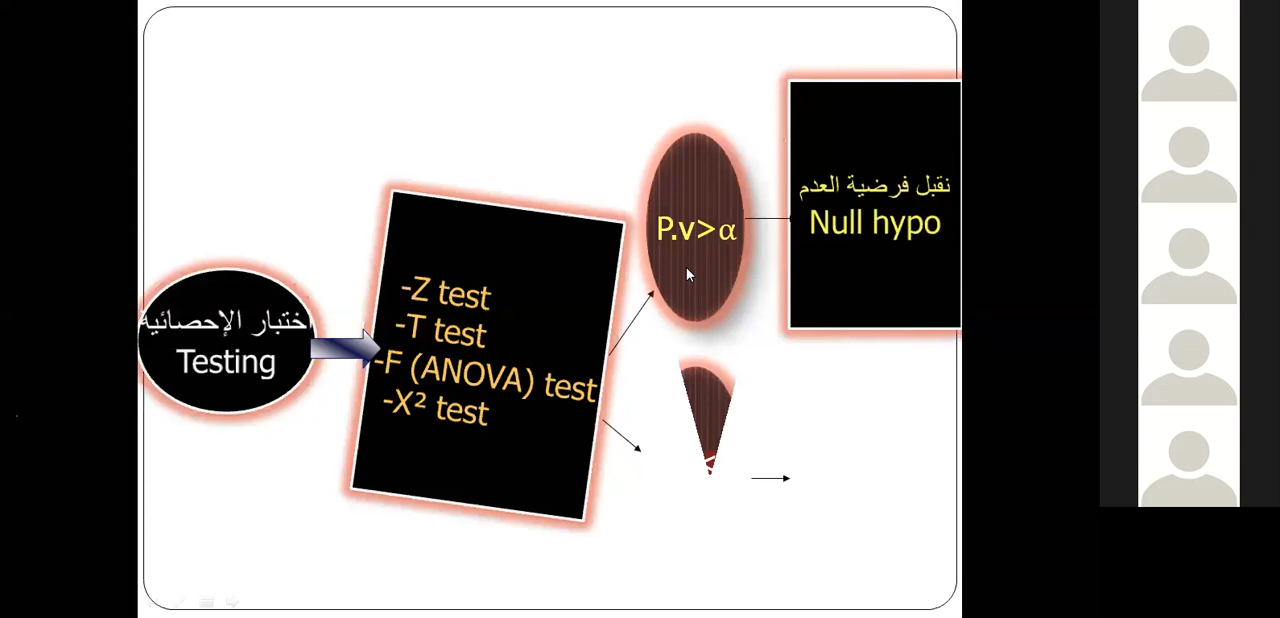 ختبار الإحصائية
Testing
-Z test
-T test
-F (ANOVA) test
-X² test
P.v>α
نقبل فرضية العدم
Null hypo